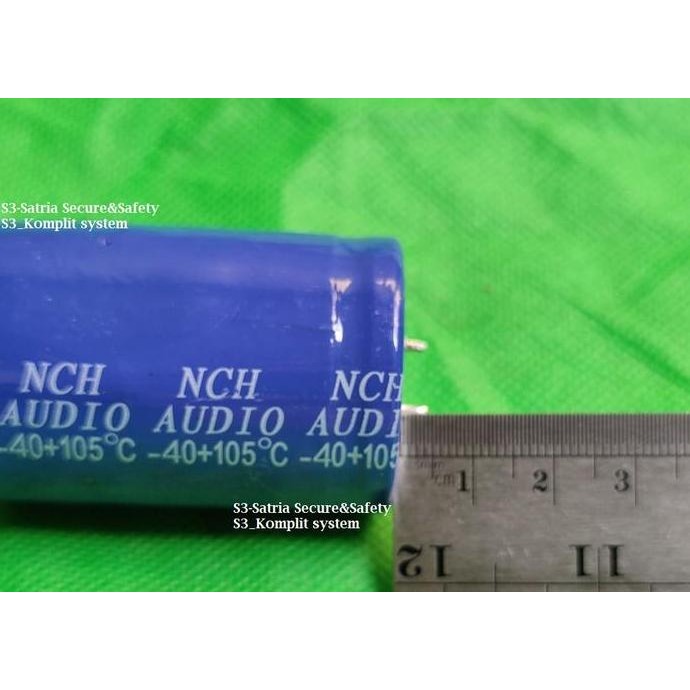 S3-Satria Secure&Safety
S3_Komplit system
NCH NCH NCH
AUDIO AUDIO AUDI
-40+105°C -40+105°C -40+105
S3-Satria Secure&Safety
S3_Komplit system
cm 1 2 3
12 11